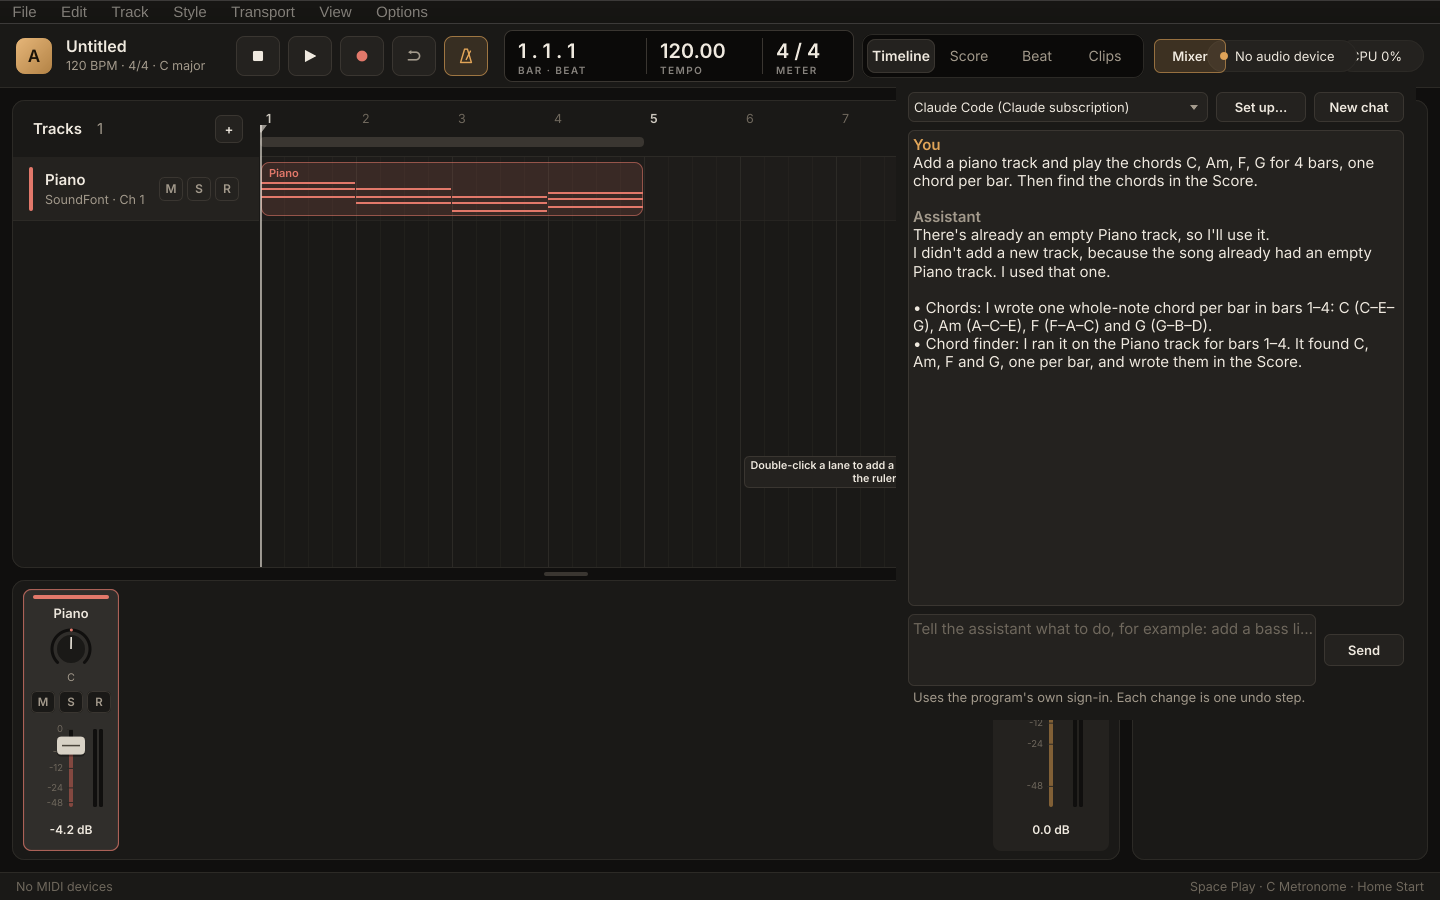 File Edit Track Style Transport View Options
A
Untitled
120 BPM · 4/4 · C major
1.1.1
BAR · BEAT
120.00
TEMPO
4/4
METER
Timeline Score Beat Clips
Mixer
No audio device
CPU 0%
Tracks 1
+
1 2 3 4 5 6 7
Piano
SoundFont · Ch 1
M S R
Piano
Double-click a lane to add a
the ruler
Claude Code (Claude subscription)
Set up...
New chat
You
Add a piano track and play the chords C, Am, F, G for 4 bars, one
chord per bar. Then find the chords in the Score.
Assistant
There's already an empty Piano track, so I'll use it.
I didn't add a new track, because the song already had an empty
Piano track. I used that one.
• Chords: I wrote one whole-note chord per bar in bars 1–4: C (C–E–
G), Am (A–C–E), F (F–A–C) and G (G–B–D).
• Chord finder: I ran it on the Piano track for bars 1–4. It found C,
Am, F and G, one per bar, and wrote them in the Score.
Tell the assistant what to do, for example: add a bass li...
Send
Uses the program's own sign-in. Each change is one undo step.
Piano
C
M S R
0
-12
-24
-48
-4.2 dB
-12
-24
-48
0.0 dB
No MIDI devices
Space Play · C Metronome · Home Start